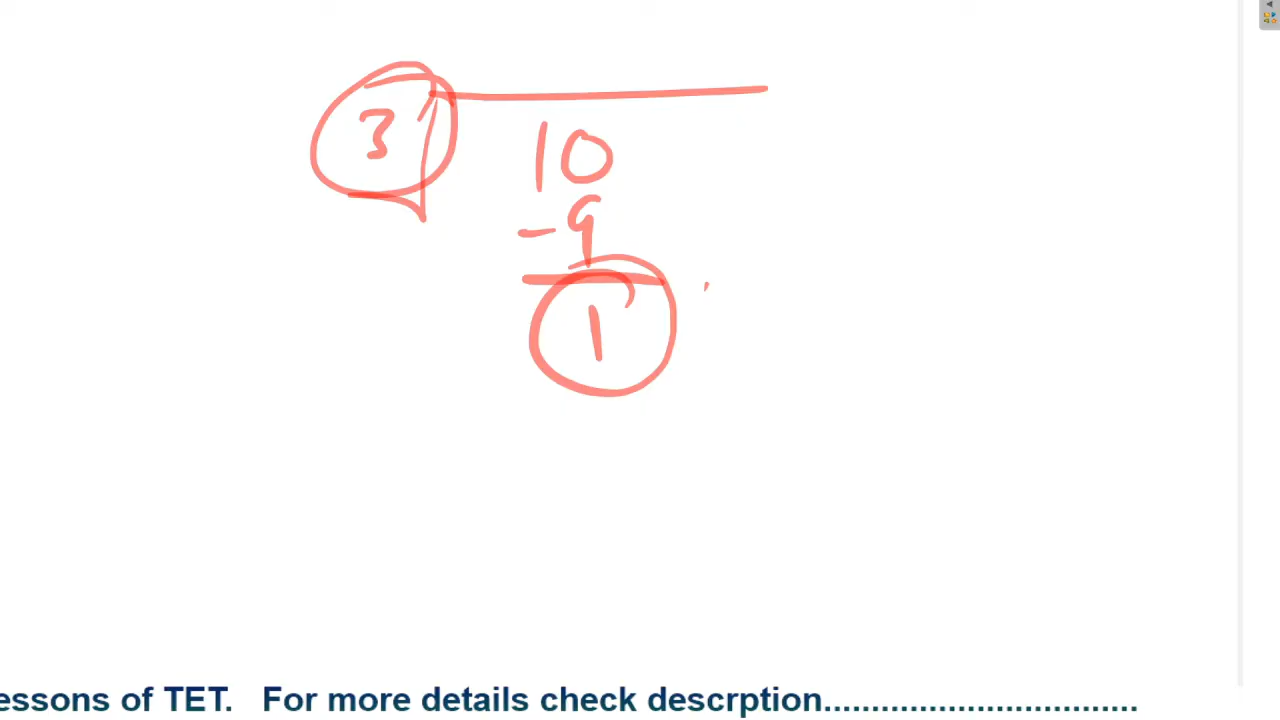 3 10
- 9
1
essons of TET. For more details check descrption.................................